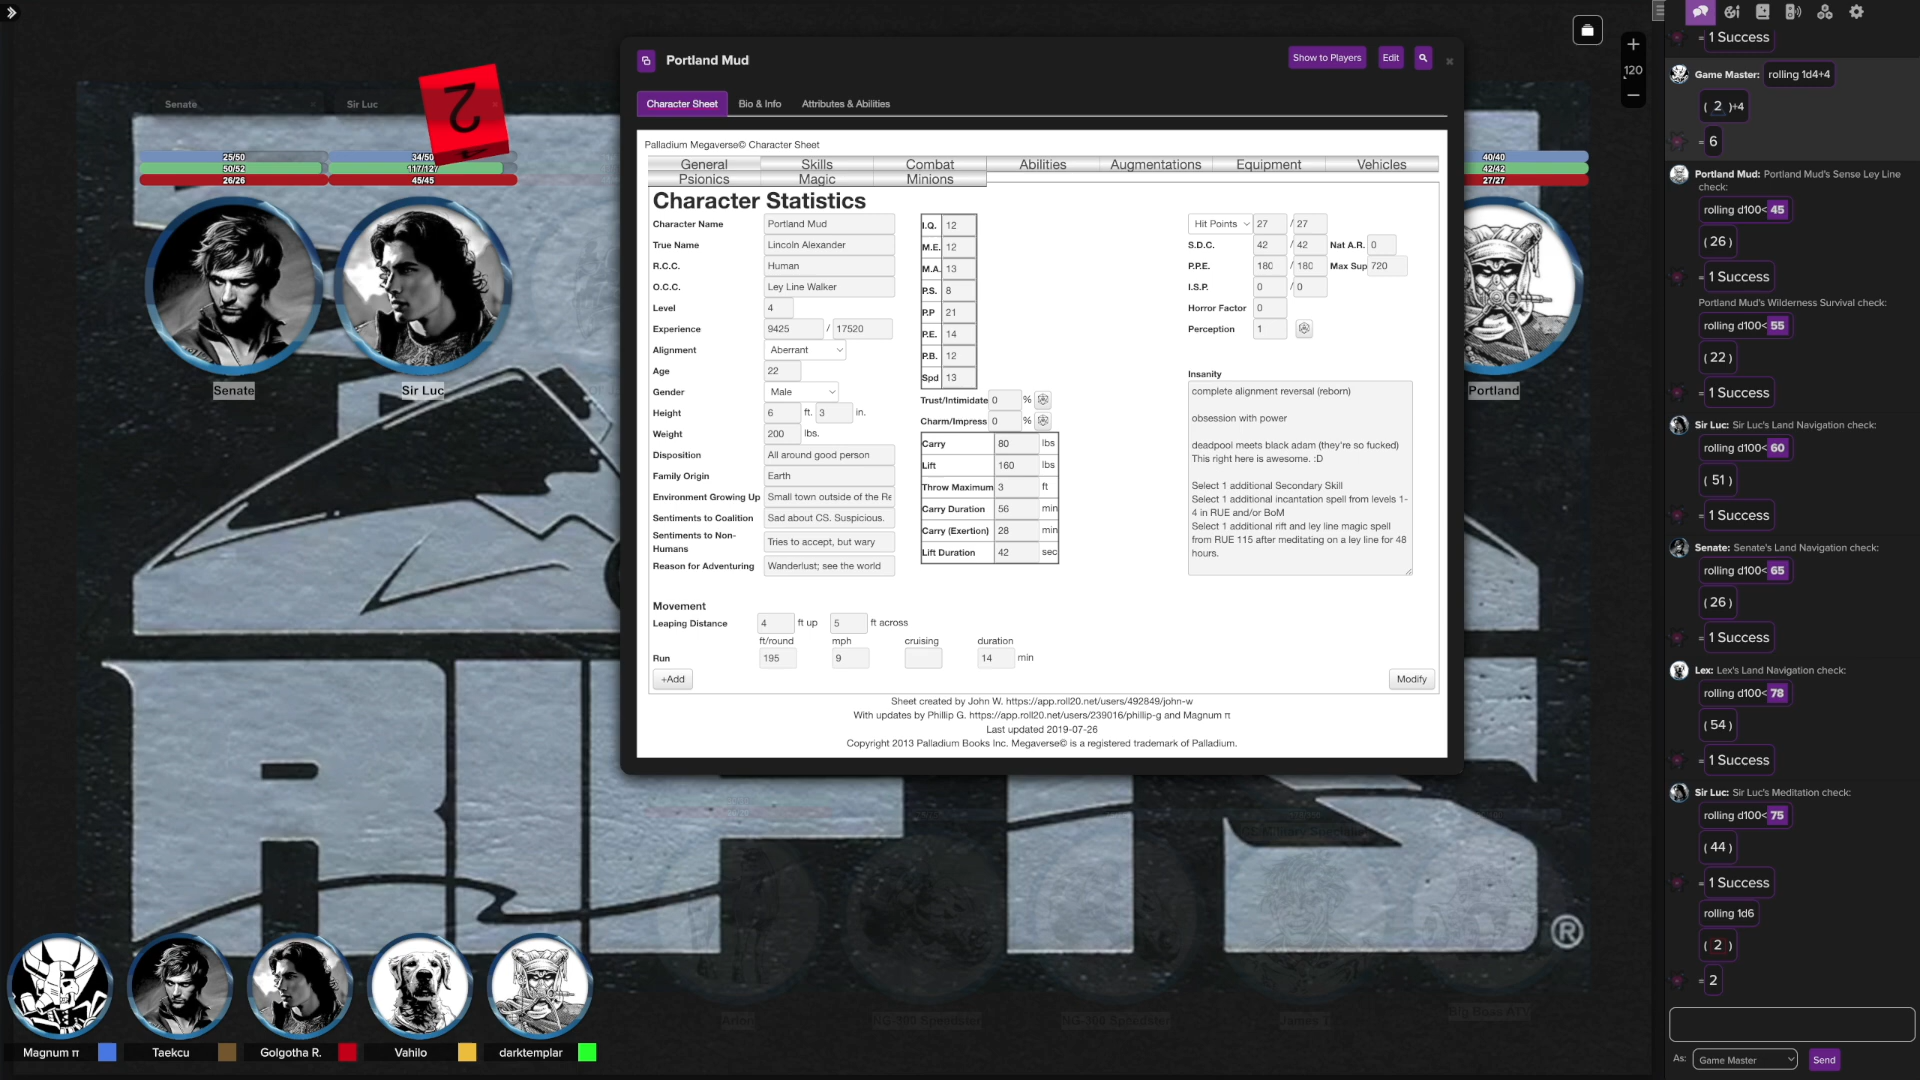 Senate
Sir Luc
2
25/50
50/52
26/26
34/50
117/127
45/45
Senate
Sir Luc
Portland Mud
Show to Players
Edit
Character Sheet
Bio & Info
Attributes & Abilities
Palladium Megaverse© Character Sheet
General
Skills
Combat
Abilities
Augmentations
Equipment
Vehicles
Psionics
Magic
Minions
Character Statistics
Character Name Portland Mud
True Name Lincoln Alexander
R.C.C. Human
O.C.C. Ley Line Walker
Level 4
Experience 9425 / 17520
Alignment Aberrant
Age 22
Gender Male
Height 6 ft. 3 in.
Weight 200 lbs.
Disposition All around good person
Family Origin Earth
Environment Growing Up Small town outside of the Re
Sentiments to Coalition Sad about CS. Suspicious.
Sentiments to Non-
Humans
Tries to accept, but wary
Reason for Adventuring Wanderlust; see the world
I.Q. 12
M.E. 12
M.A. 13
P.S. 8
P.P 21
P.E. 14
P.B. 12
Spd 13
Trust/Intimidate 0 %
Charm/Impress 0 %
Carry 80 lbs
Lift 160 lbs
Throw Maximum 3 ft
Carry Duration 56 min
Carry (Exertion) 28 min
Lift Duration 42 sec
Hit Points 27 / 27
S.D.C. 42 / 42 Nat A.R. 0
P.P.E. 180 / 180 Max Sup 720
I.S.P. 0 / 0
Horror Factor 0
Perception 1
Insanity
complete alignment reversal (reborn)
obsession with power
deadpool meets black adam (they're so fucked)
This right here is awesome. :D
Select 1 additional Secondary Skill
Select 1 additional incantation spell from levels 1-
4 in RUE and/or BoM
Select 1 additional rift and ley line magic spell
from RUE 115 after meditating on a ley line for 48
hours.
Movement
Leaping Distance 4 ft up 5 ft across
ft/round mph cruising duration
Run 195 9 14 min
+Add
Modify
Sheet created by John W. https://app.roll20.net/users/492849/john-w
With updates by Phillip G. https://app.roll20.net/users/239016/phillip-g and Magnum π
Last updated 2019-07-26
Copyright 2013 Palladium Books Inc. Megaverse© is a registered trademark of Palladium.
40/40
42/42
27/27
Portland
120
®
Arion
NG-300 Speedster
NG-300 Speedster
Big Boss ATV
Magnum π
Taekcu
Golgotha R.
Vahilo
darktemplar
= 1 Success
Game Master: rolling 1d4+4
( 2 )+4
= 6
Portland Mud: Portland Mud's Sense Ley Line
check:
rolling d100< 45
( 26 )
= 1 Success
Portland Mud's Wilderness Survival check:
rolling d100< 55
( 22 )
= 1 Success
Sir Luc: Sir Luc's Land Navigation check:
rolling d100< 60
( 51 )
= 1 Success
Senate: Senate's Land Navigation check:
rolling d100< 65
( 26 )
= 1 Success
Lex: Lex's Land Navigation check:
rolling d100< 78
( 54 )
= 1 Success
Sir Luc: Sir Luc's Meditation check:
rolling d100< 75
( 44 )
= 1 Success
rolling 1d6
( 2 )
= 2
As: Game Master
Send